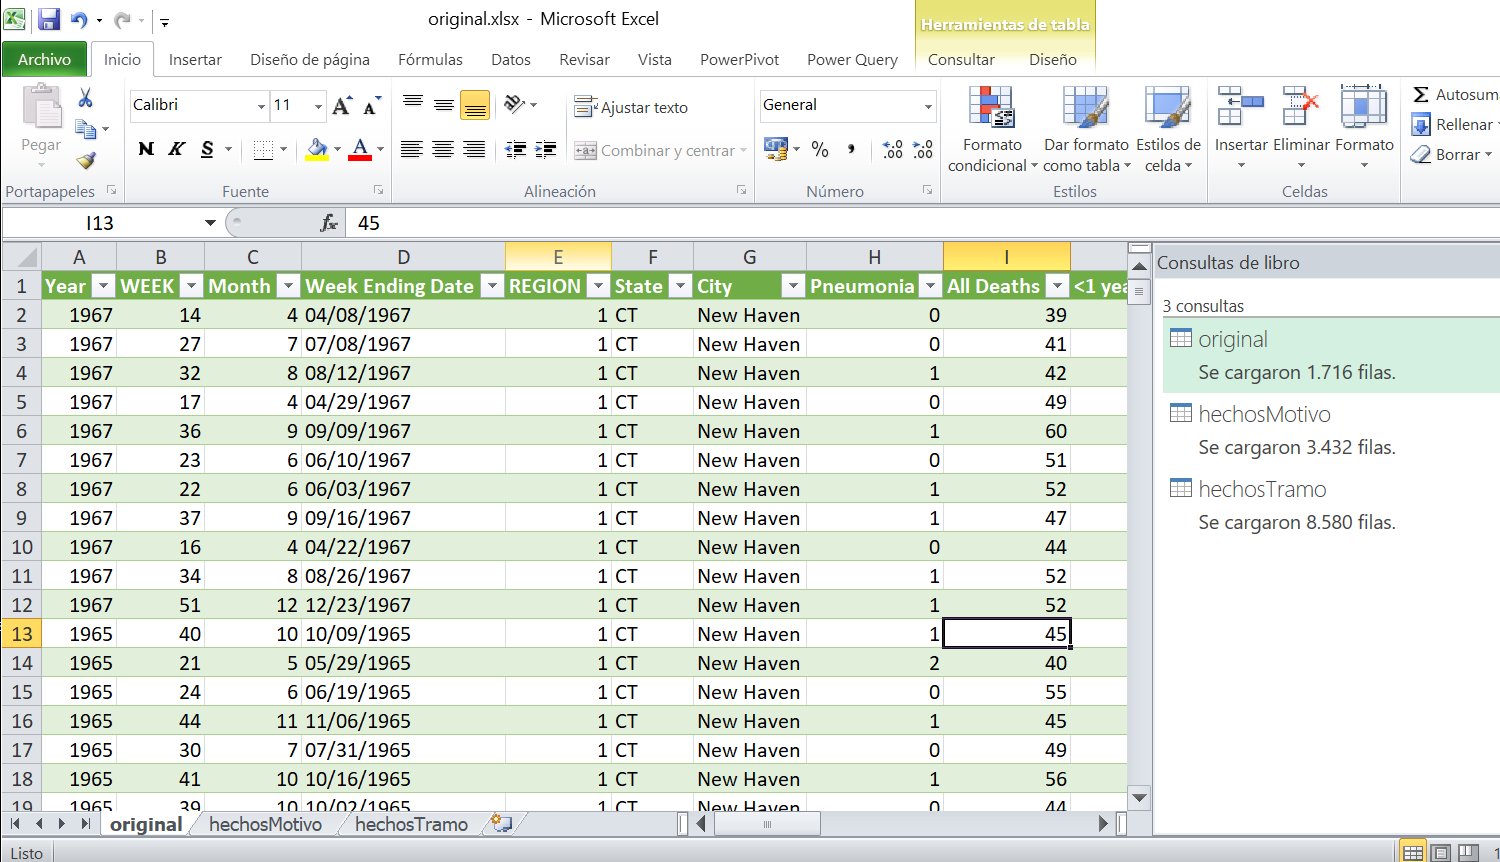 original.xlsx - Microsoft Excel
Herramientas de tabla
Archivo Inicio Insertar Diseño de página Fórmulas Datos Revisar Vista PowerPivot Power Query Consultar Diseño
Calibri 11 Ajustar texto General Autosuma
Pegar N K S A Combinar y centrar % Formato condicional Dar formato como tabla Estilos de celda Insertar Eliminar Formato Rellenar
Borrar
Portapapeles Fuente Alineación Número Estilos Celdas
I13 fx 45
A B C D E F G H I
1 Year WEEK Month Week Ending Date REGION State City Pneumonia All Deaths <1 yea
2 1967 14 4 04/08/1967 1 CT New Haven 0 39
3 1967 27 7 07/08/1967 1 CT New Haven 0 41
4 1967 32 8 08/12/1967 1 CT New Haven 1 42
5 1967 17 4 04/29/1967 1 CT New Haven 0 49
6 1967 36 9 09/09/1967 1 CT New Haven 1 60
7 1967 23 6 06/10/1967 1 CT New Haven 0 51
8 1967 22 6 06/03/1967 1 CT New Haven 1 52
9 1967 37 9 09/16/1967 1 CT New Haven 1 47
10 1967 16 4 04/22/1967 1 CT New Haven 0 44
11 1967 34 8 08/26/1967 1 CT New Haven 1 52
12 1967 51 12 12/23/1967 1 CT New Haven 1 52
13 1965 40 10 10/09/1965 1 CT New Haven 1 45
14 1965 21 5 05/29/1965 1 CT New Haven 2 40
15 1965 24 6 06/19/1965 1 CT New Haven 0 55
16 1965 44 11 11/06/1965 1 CT New Haven 1 45
17 1965 30 7 07/31/1965 1 CT New Haven 0 49
18 1965 41 10 10/16/1965 1 CT New Haven 1 56
19 1965 39 10 10/02/1965 1 CT New Haven 0 44
Consultas de libro
3 consultas
original
Se cargaron 1.716 filas.
hechosMotivo
Se cargaron 3.432 filas.
hechosTramo
Se cargaron 8.580 filas.
original hechosMotivo hechosTramo
Listo